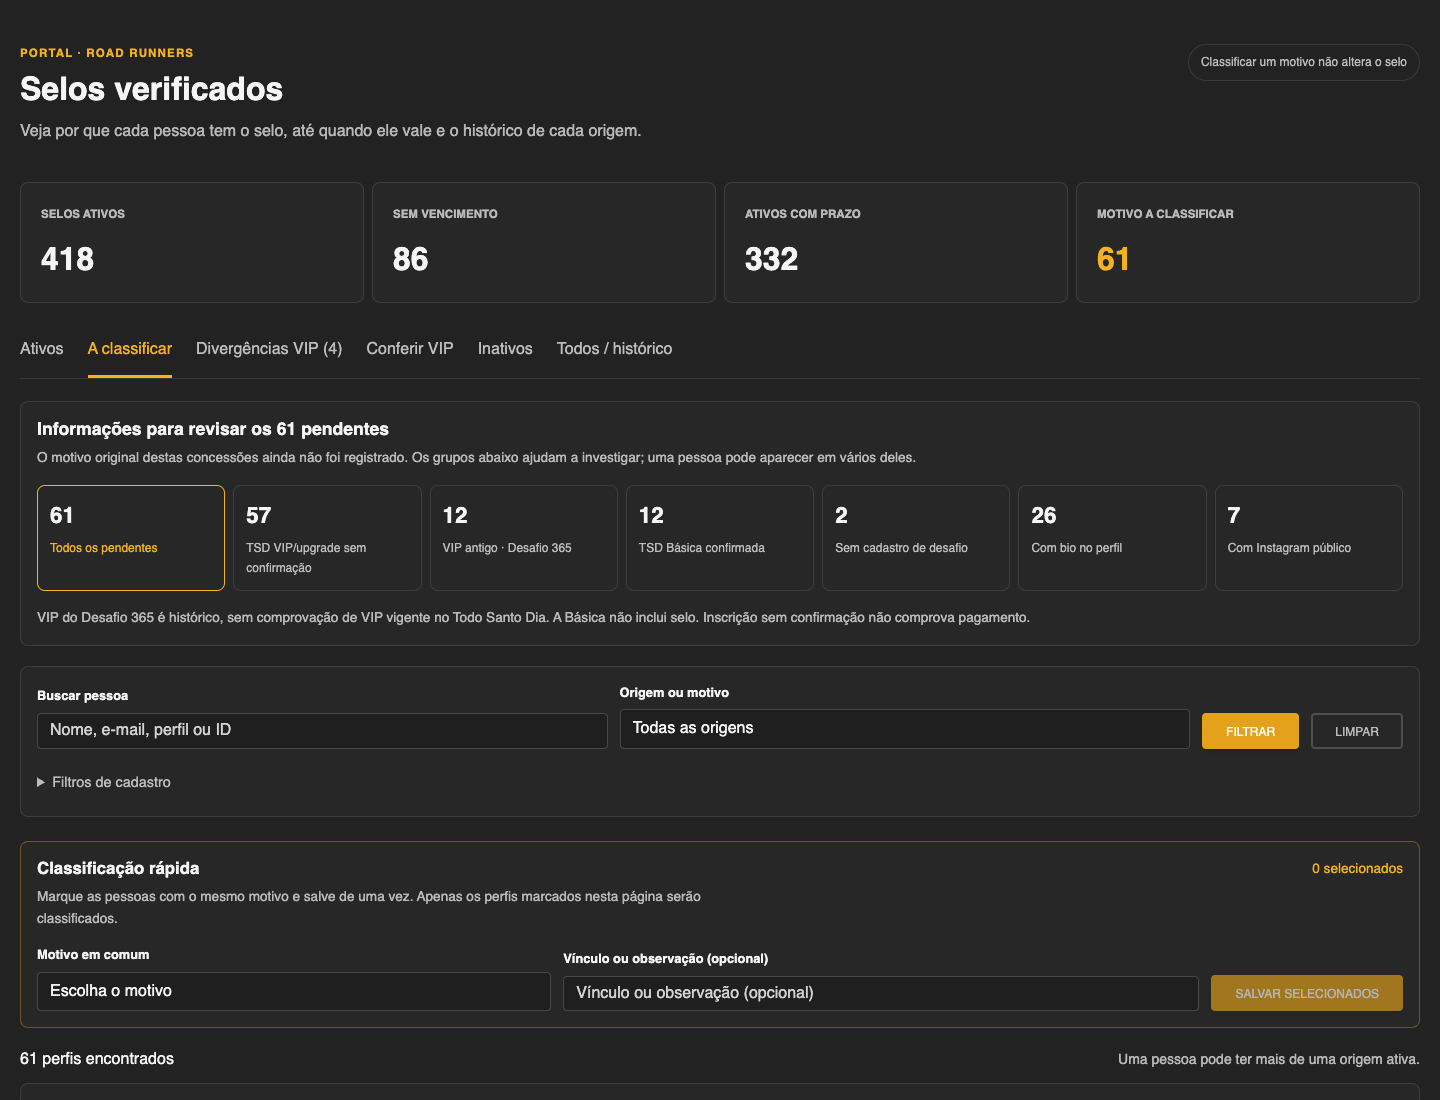 PORTAL · ROAD RUNNERS
Selos verificados
Veja por que cada pessoa tem o selo, até quando ele vale e o histórico de cada origem.
Classificar um motivo não altera o selo
SELOS ATIVOS
418
SEM VENCIMENTO
86
ATIVOS COM PRAZO
332
MOTIVO A CLASSIFICAR
61
Ativos
A classificar
Divergências VIP (4)
Conferir VIP
Inativos
Todos / histórico
Informações para revisar os 61 pendentes
O motivo original destas concessões ainda não foi registrado. Os grupos abaixo ajudam a investigar; uma pessoa pode aparecer em vários deles.
61
Todos os pendentes
57
TSD VIP/upgrade sem
confirmação
12
VIP antigo · Desafio 365
12
TSD Básica confirmada
2
Sem cadastro de desafio
26
Com bio no perfil
7
Com Instagram público
VIP do Desafio 365 é histórico, sem comprovação de VIP vigente no Todo Santo Dia. A Básica não inclui selo. Inscrição sem confirmação não comprova pagamento.
Buscar pessoa
Nome, e-mail, perfil ou ID
Origem ou motivo
Todas as origens
FILTRAR
LIMPAR
Filtros de cadastro
Classificação rápida
0 selecionados
Marque as pessoas com o mesmo motivo e salve de uma vez. Apenas os perfis marcados nesta página serão
classificados.
Motivo em comum
Escolha o motivo
Vínculo ou observação (opcional)
Vínculo ou observação (opcional)
SALVAR SELECIONADOS
61 perfis encontrados
Uma pessoa pode ter mais de uma origem ativa.